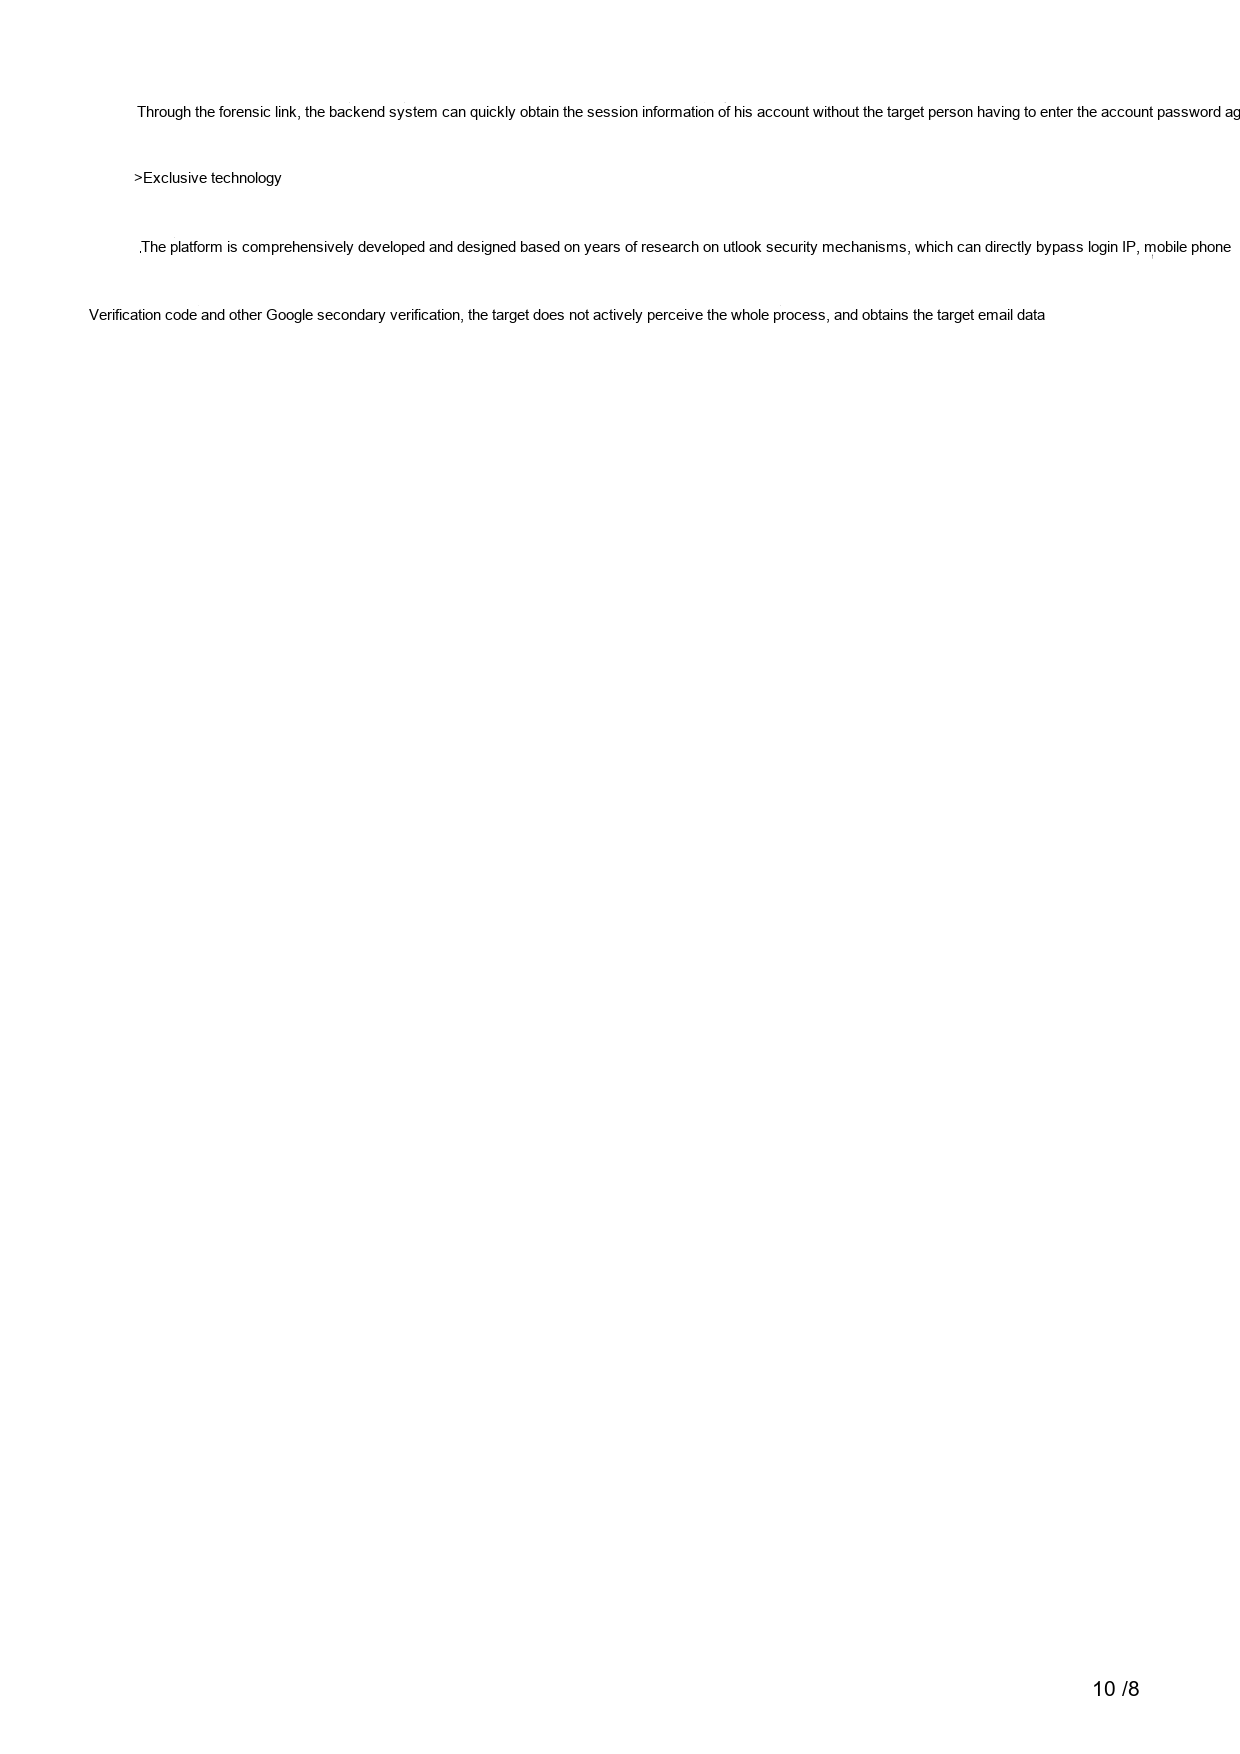 Through the forensic link, the backend system can quickly obtain the session information of his account without the target person having to enter the account password ag
>Exclusive technology
.The platform is comprehensively developed and designed based on years of research on utlook security mechanisms, which can directly bypass login IP, mobile phone
Verification code and other Google secondary verification, the target does not actively perceive the whole process, and obtains the target email data
10 /8